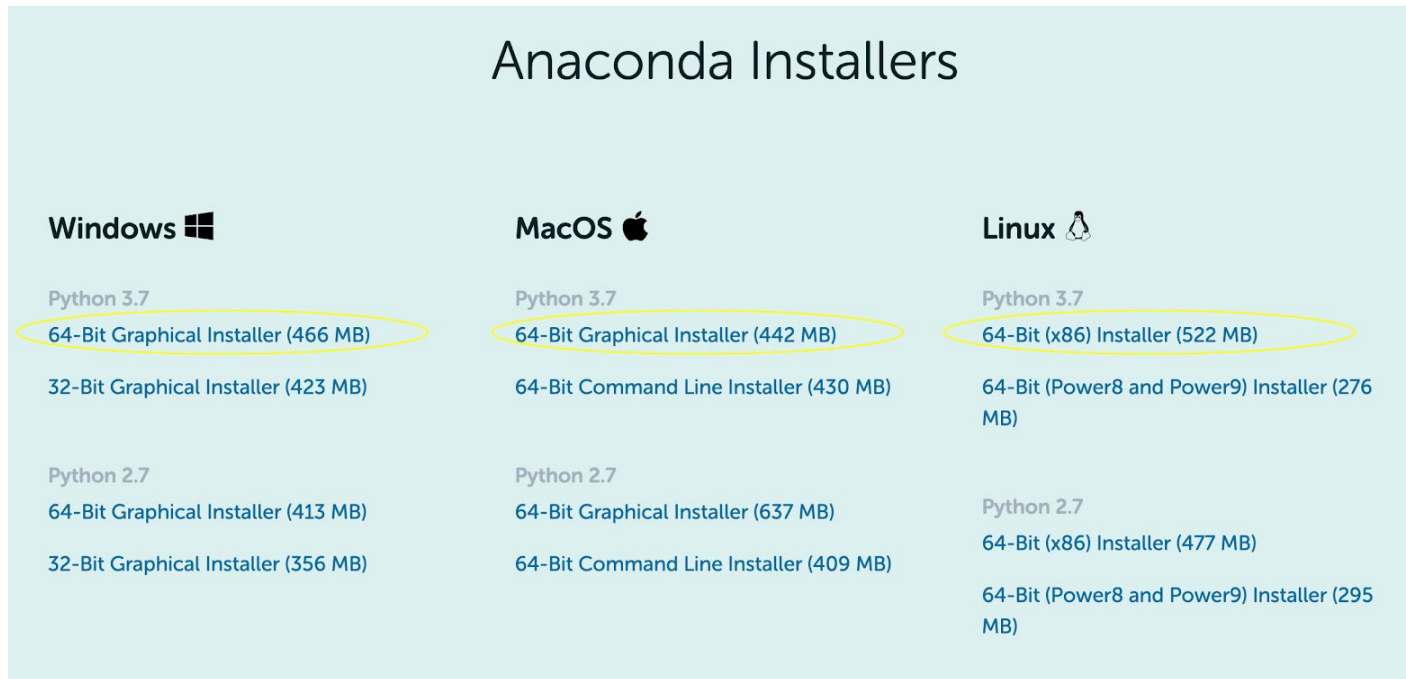 Anaconda Installers
Windows
Python 3.7
64-Bit Graphical Installer (466 MB)
32-Bit Graphical Installer (423 MB)
Python 2.7
64-Bit Graphical Installer (413 MB)
32-Bit Graphical Installer (356 MB)
MacOS
Python 3.7
64-Bit Graphical Installer (442 MB)
64-Bit Command Line Installer (430 MB)
Python 2.7
64-Bit Graphical Installer (637 MB)
64-Bit Command Line Installer (409 MB)
Linux
Python 3.7
64-Bit (x86) Installer (522 MB)
64-Bit (Power8 and Power9) Installer (276
MB)
Python 2.7
64-Bit (x86) Installer (477 MB)
64-Bit (Power8 and Power9) Installer (295
MB)